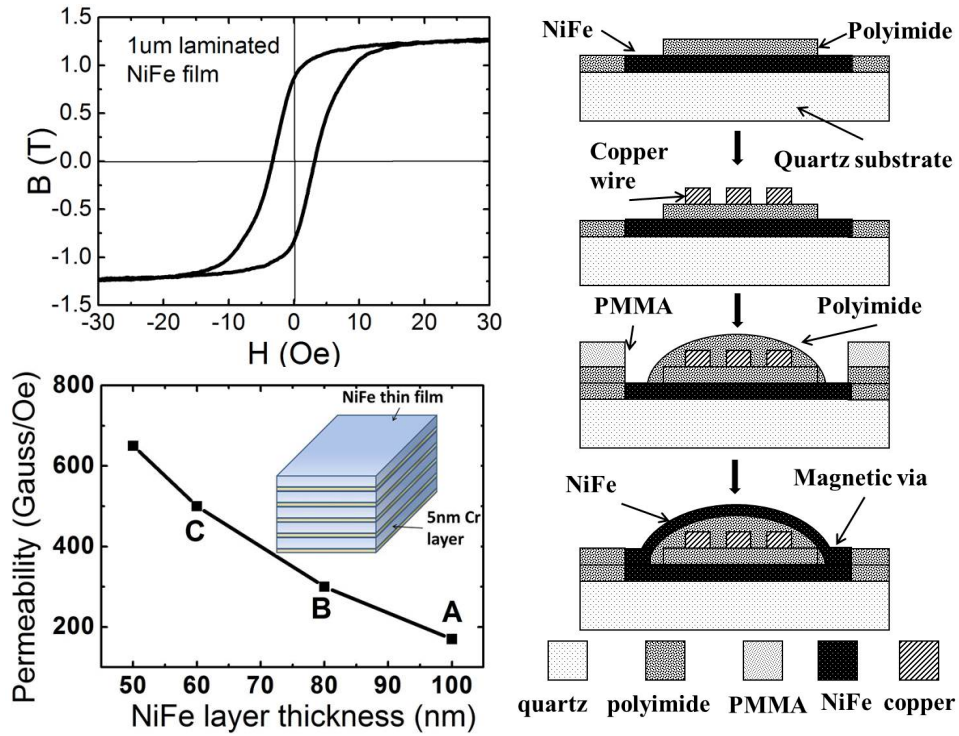 1um laminated
NiFe film
B (T)
1.0
0.5
0.0
-0.5
-1.0
-1.5
-30
-20
-10
0
10
20
30
H (Oe)
Permeability (Gauss/Oe)
800
600
400
200
NiFe thin film
5nm Cr
layer
C
B
A
50
60
70
80
90
100
NiFe layer thickness (nm)
NiFe
Polyimide
Quartz substrate
Copper
wire
PMMA
Polyimide
NiFe
Magnetic via
quartz
polyimide
PMMA
NiFe
copper